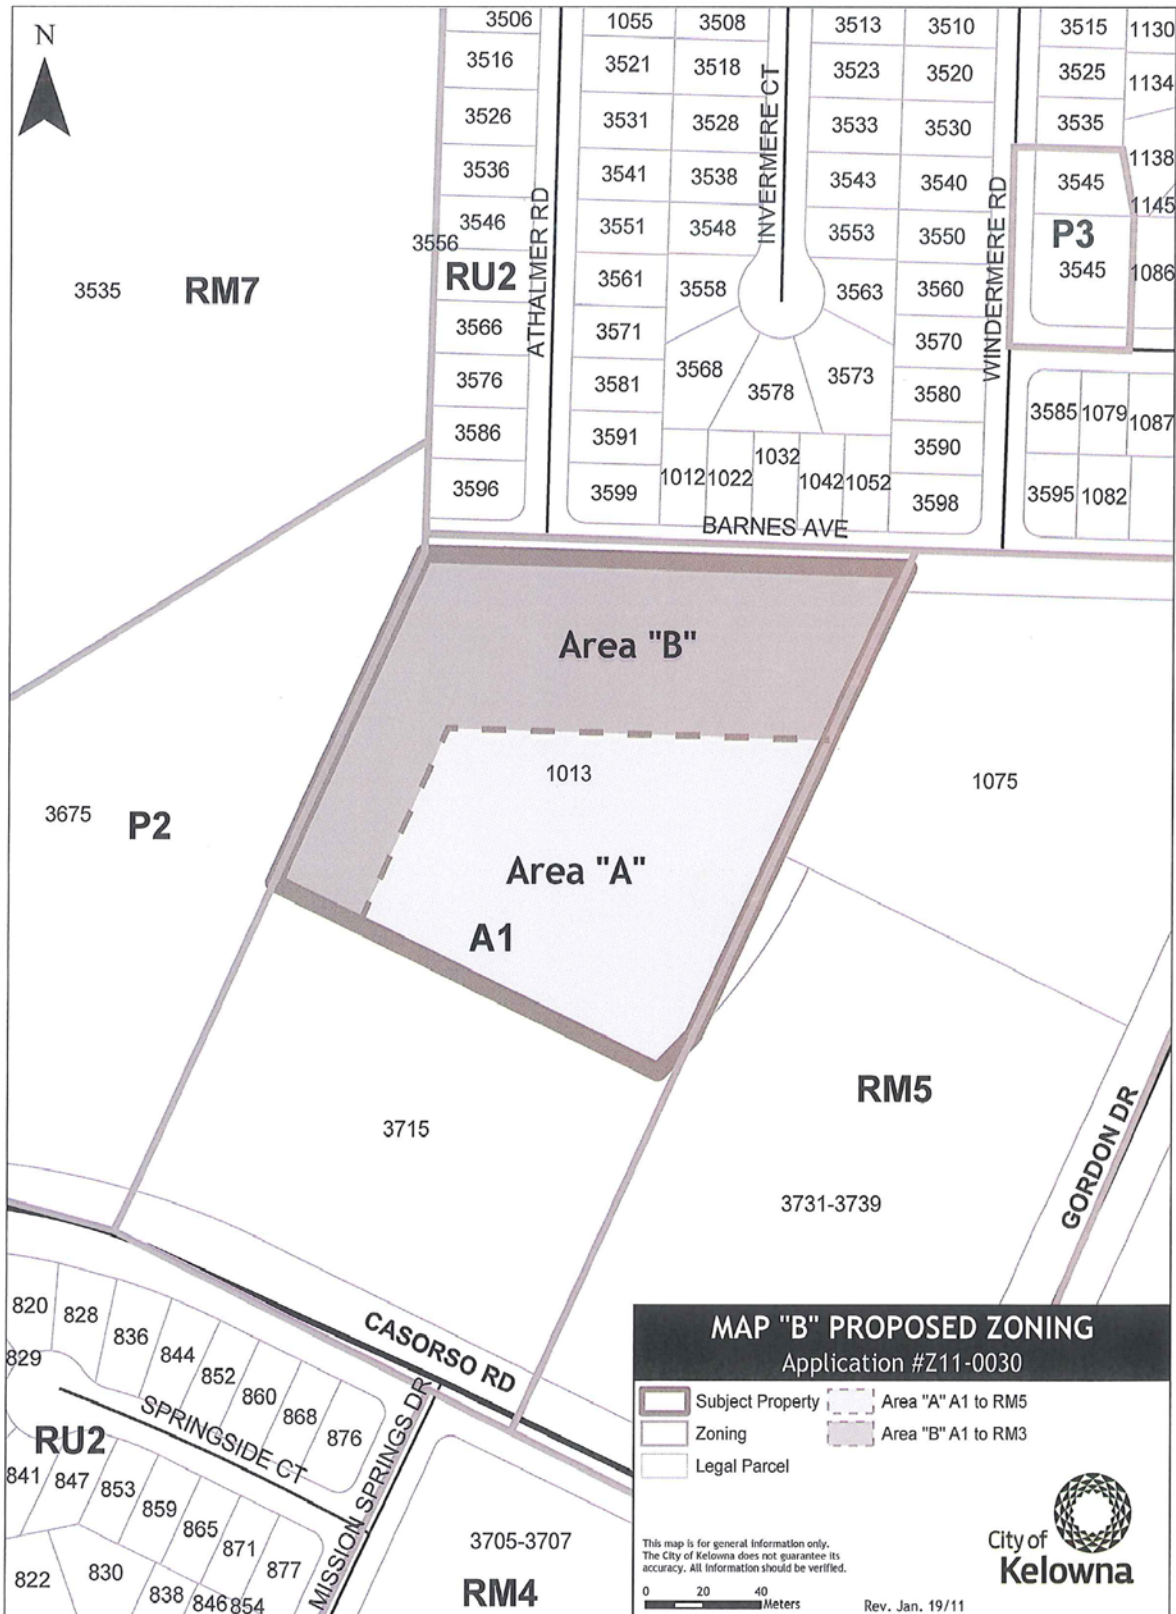 N
3506
1055
3508
3513
3510
3515
1130
3516
3521
3518
3523
3520
3525
1134
3526
3531
3528
3533
3530
3535
3536
3541
3538
3543
3540
3545
1138
1145
3546
3551
3548
3553
3550
P3
3556
RU2
3561
3558
3563
3560
3545
1086
3535
RM7
3566
3571
3570
3576
3581
3568
3578
3573
3580
3585
1079
1087
3586
3591
3590
3596
3599
1012
1022
1032
1042
1052
3598
3595
1082
ATHALMER RD
INVERMERE CT
WINDERMERE RD
BARNES AVE
Area "B"
1013
1075
3675
P2
Area "A"
A1
RM5
3715
3731-3739
GORDON DR
CASORSO RD
820
828
836
844
852
860
868
876
829
SPRINGSIDE CT
MISSION SPRINGS DR
RU2
841
847
853
859
865
871
877
822
830
838
846
854
3705-3707
RM4
MAP "B" PROPOSED ZONING
Application #Z11-0030
Subject Property
Area "A" A1 to RM5
Zoning
Area "B" A1 to RM3
Legal Parcel
This map is for general information only.
The City of Kelowna does not guarantee its
accuracy. All information should be verified.
0 20 40
Meters
Rev. Jan. 19/11
City of
Kelowna